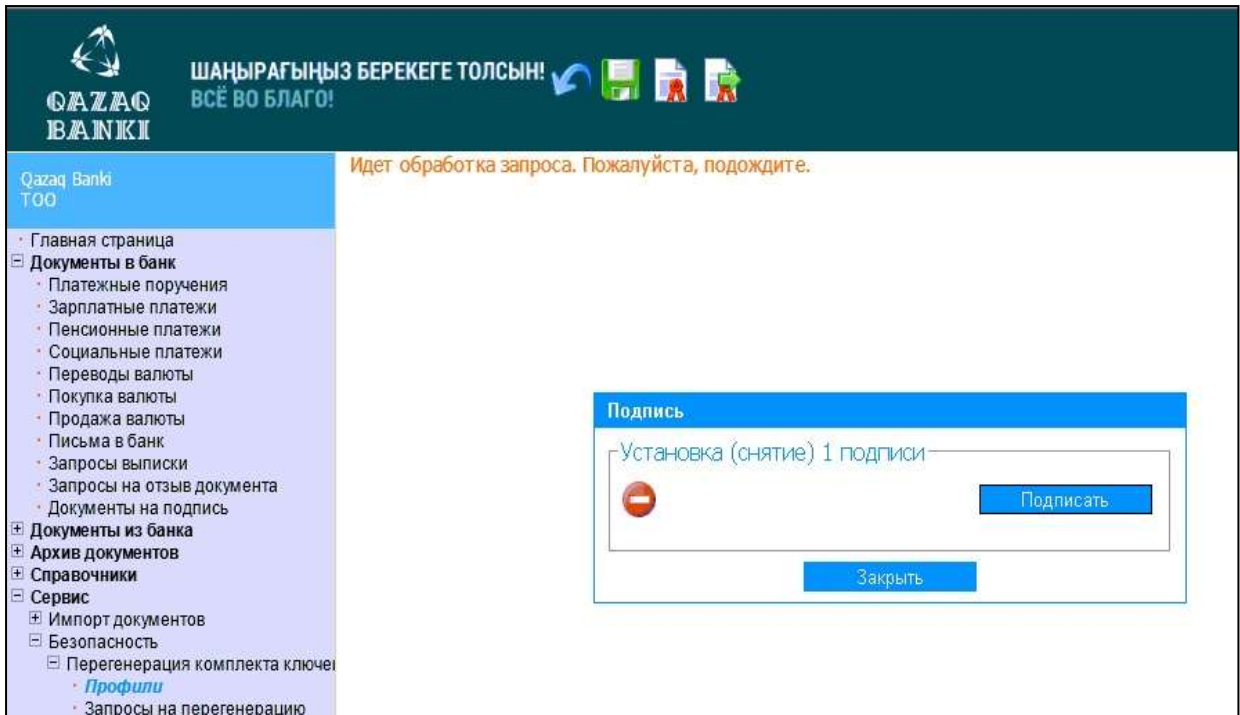 QAZAQ
BANKI
ШАҢЫРАҒЫҢЫЗ БЕРЕКЕГЕ ТОЛСЫН!
ВСЁ ВО БЛАГО!
Qazaq Banki
ТОО
Идет обработка запроса. Пожалуйста, подождите.
Главная страница
Документы в банк
Платежные поручения
Зарплатные платежи
Пенсионные платежи
Социальные платежи
Переводы валюты
Покупка валюты
Продажа валюты
Письма в банк
Запросы выписки
Запросы на отзыв документа
Документы на подпись
Документы из банка
Архив документов
Справочники
Сервис
Импорт документов
Безопасность
Перегенерация комплекта ключе
Профили
Запросы на перегенерацию
Подпись
Установка (снятие) 1 подписи
Подписать
Закрыть